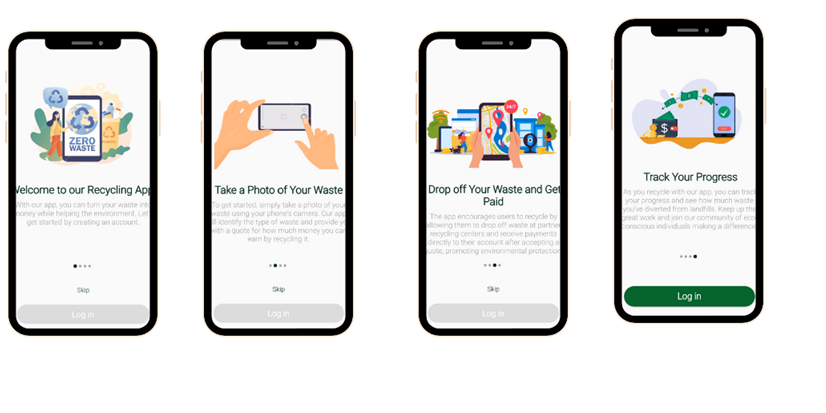 ZERO
WASTE
Welcome to our Recycling App
With our app, you can turn your waste into
money while helping the environment. Let's
get started by creating an account.
Skip
Log in
Take a Photo of Your Waste
To get started, simply take a photo of your
waste using your phone's camera. Our app
will identify the type of waste and provide you
with a quote for how much money you can
earn by recycling it.
Skip
Log in
24/7
Drop off Your Waste and Get
Paid
The app encourages users to recycle by
allowing them to drop off waste at partner
recycling centers and receive payments
directly to their account after accepting a
quote, promoting environmental protection
Skip
Log in
$
Track Your Progress
As you recycle with our app, you can track
your progress and see how much waste
you've diverted from landfills. Keep up the
great work and join our community of eco
conscious individuals making a difference
Log in